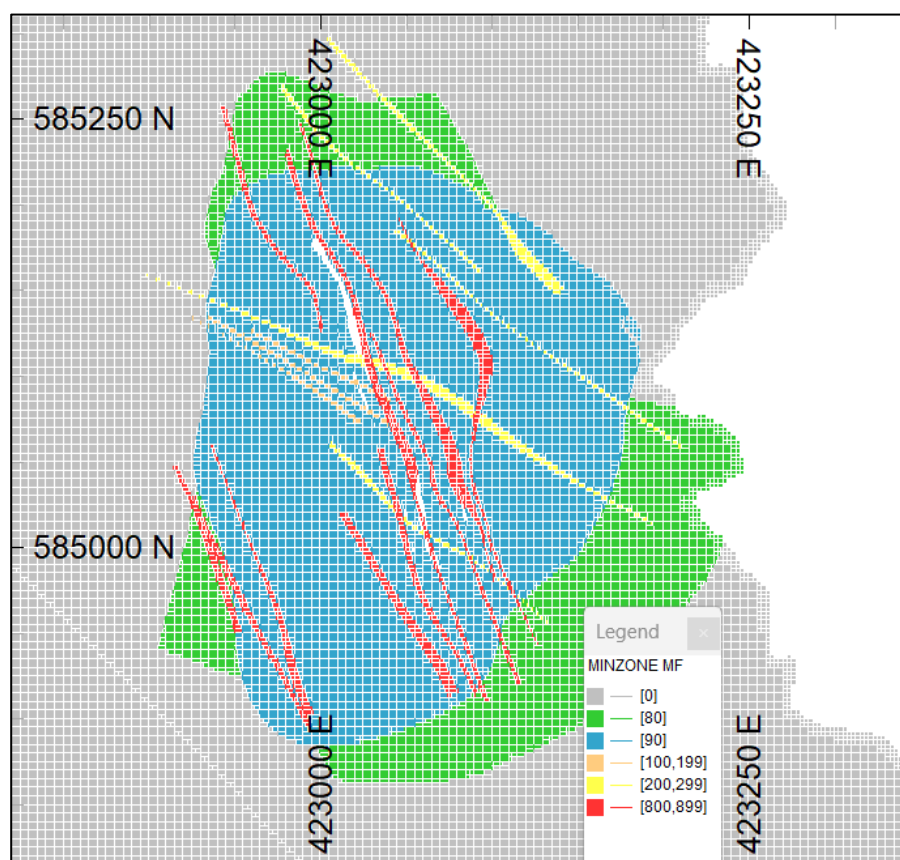 423000 E
423250 E
585250 N
585000 N
Legend
×
MINZONE MF
[0]
[80]
[90]
[100,199]
[200,299]
[800,899]
423000 E
423250 E